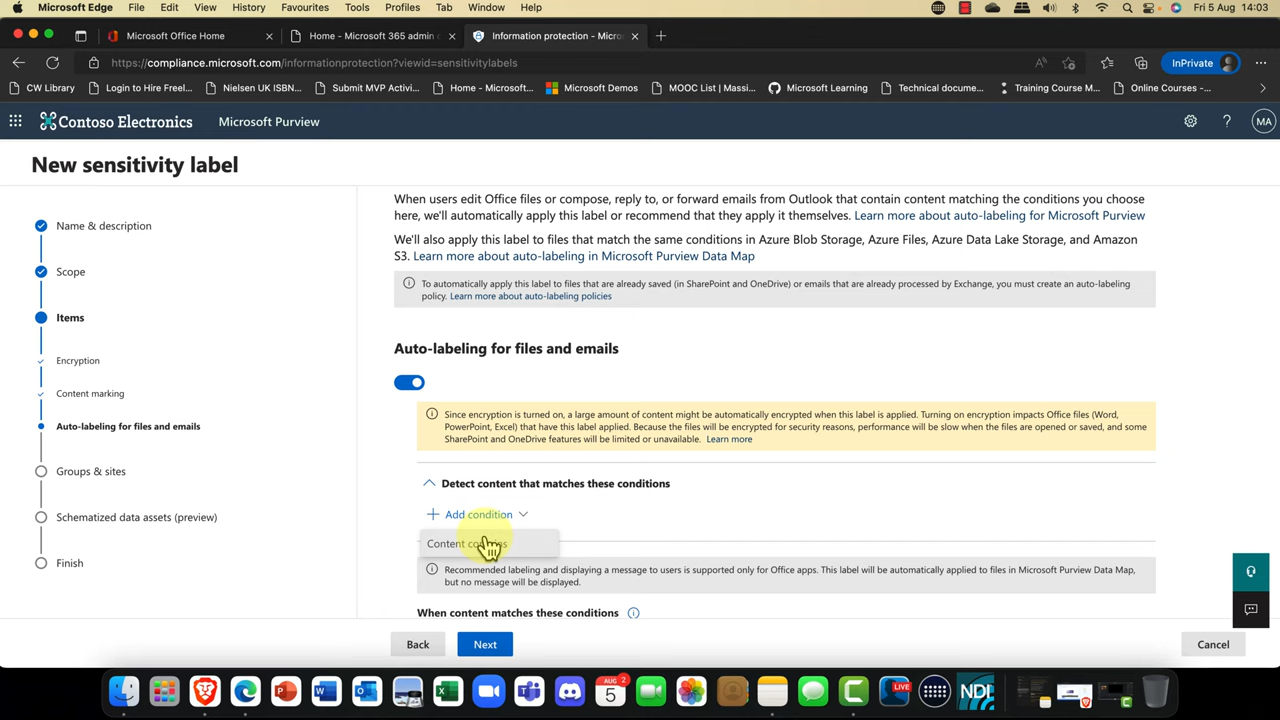 Microsoft Edge File Edit View History Favourites Tools Profiles Tab Window Help Fri 5 Aug 14:03
Microsoft Office Home Home - Microsoft 365 admin c Information protection - Micro
https://compliance.microsoft.com/informationprotection?viewid=sensitivitylabels InPrivate
CW Library Login to Hire Freel... Nielsen UK ISBN... Submit MVP Activi... Home - Microsoft... Microsoft Demos MOOC List | Massi... Microsoft Learning Technical docume... Training Course M... Online Courses -...
Contoso Electronics Microsoft Purview MA
New sensitivity label
Name & description
Scope
Items
Encryption
Content marking
Auto-labeling for files and emails
Groups & sites
Schematized data assets (preview)
Finish
When users edit Office files or compose, reply to, or forward emails from Outlook that contain content matching the conditions you choose
here, we'll automatically apply this label or recommend that they apply it themselves. Learn more about auto-labeling for Microsoft Purview
We'll also apply this label to files that match the same conditions in Azure Blob Storage, Azure Files, Azure Data Lake Storage, and Amazon
S3. Learn more about auto-labeling in Microsoft Purview Data Map
To automatically apply this label to files that are already saved (in SharePoint and OneDrive) or emails that are already processed by Exchange, you must create an auto-labeling
policy. Learn more about auto-labeling policies
Auto-labeling for files and emails
Since encryption is turned on, a large amount of content might be automatically encrypted when this label is applied. Turning on encryption impacts Office files (Word,
PowerPoint, Excel) that have this label applied. Because the files will be encrypted for security reasons, performance will be slow when the files are opened or saved, and some
SharePoint and OneDrive features will be limited or unavailable. Learn more
Detect content that matches these conditions
Add condition
Content contains
Recommended labeling and displaying a message to users is supported only for Office apps. This label will be automatically applied to files in Microsoft Purview Data Map,
but no message will be displayed.
When content matches these conditions
Back Next Cancel
AUG 5 2 LIVE NDI